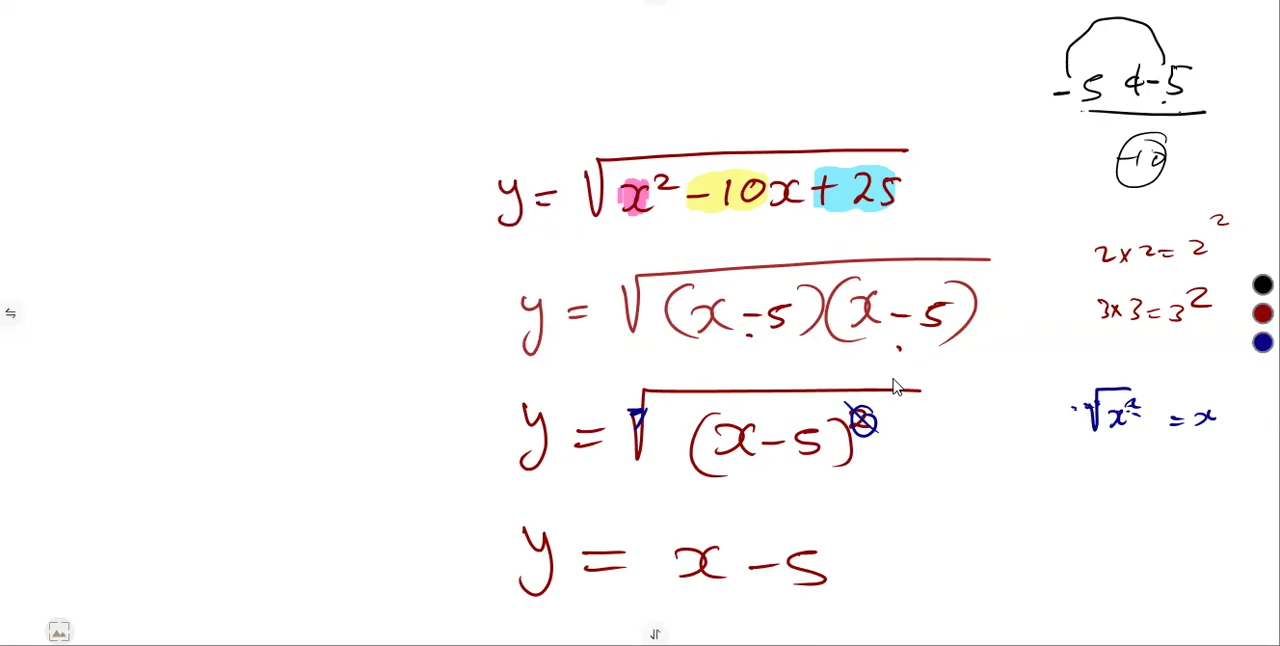 -5 + -5
-10
y = √x² - 10x + 25
2 x 2 = 2²
y = √(x - 5)(x - 5)
3 x 3 = 3²
y = √(x - 5)²
√x² = x
y = x - 5